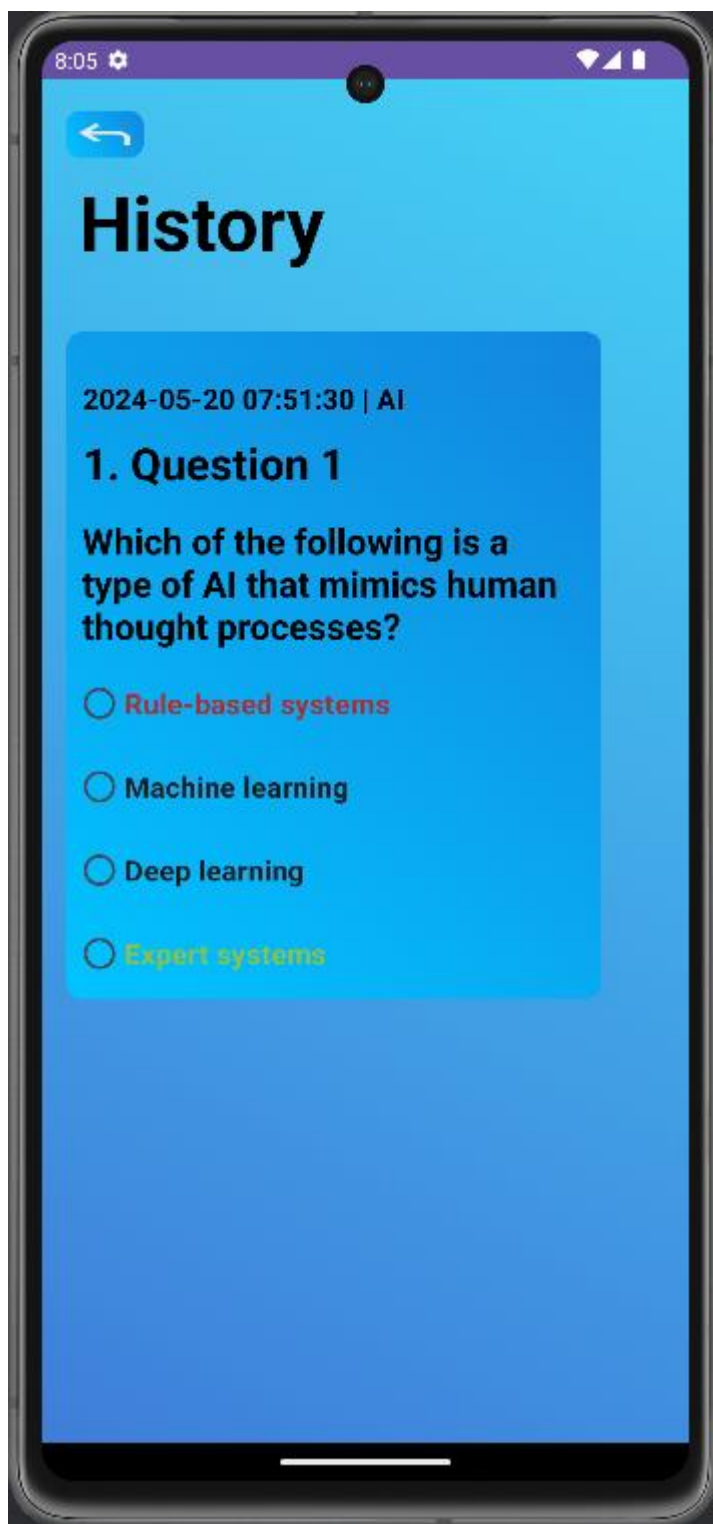 8:05
History
2024-05-20 07:51:30 | AI
1. Question 1
Which of the following is a
type of AI that mimics human
thought processes?
Rule-based systems
Machine learning
Deep learning
Expert systems